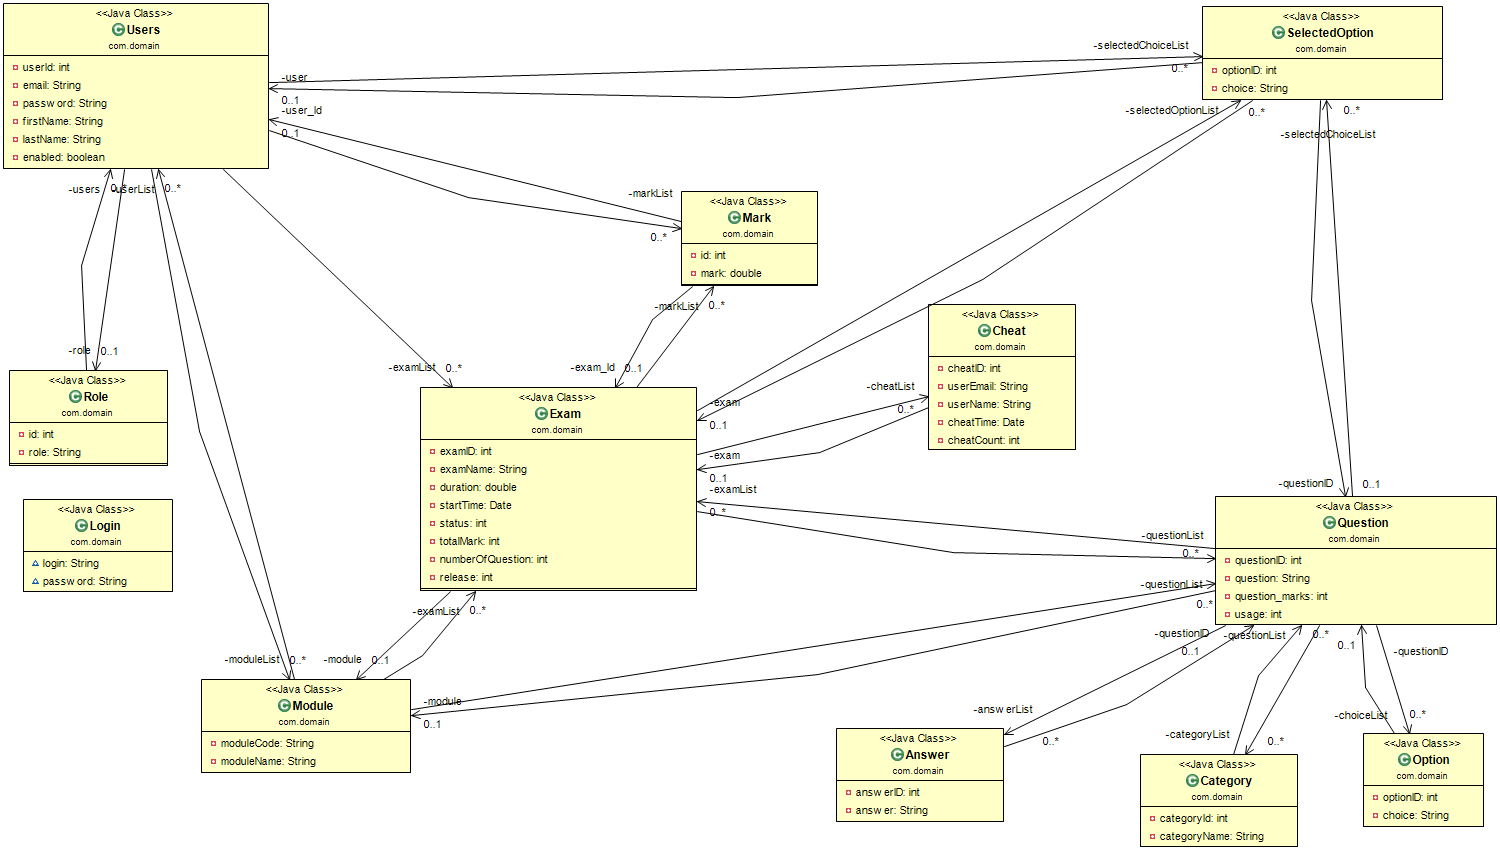 <<Java Class>>
Users
com.domain
userId: int
email: String
password: String
firstName: String
lastName: String
enabled: boolean
<<Java Class>>
SelectedOption
com.domain
optionID: int
choice: String
-selectedChoiceList
0..*
-user
0..1
-user_Id
0..1
-selectedOptionList
0..*
0..*
-selectedChoiceList
-users
0..*
-userList
0..*
-markList
0..*
<<Java Class>>
Mark
com.domain
id: int
mark: double
-markList
0..*
<<Java Class>>
Cheat
com.domain
cheatID: int
userEmail: String
userName: String
cheatTime: Date
cheatCount: int
-role
0..1
-examList
0..*
-exam_Id
0..1
-cheatList
0..*
<<Java Class>>
Role
com.domain
id: int
role: String
<<Java Class>>
Exam
com.domain
examID: int
examName: String
duration: double
startTime: Date
status: int
totalMark: int
numberOfQuestion: int
release: int
-exam
0..1
-exam
0..1
-examList
0..*
<<Java Class>>
Login
com.domain
login: String
password: String
-questionID
0..1
<<Java Class>>
Question
com.domain
questionID: int
question: String
question_marks: int
usage: int
-questionList
0..*
-questionList
0..*
-examList
0..*
-moduleList
0..*
-module
0..1
<<Java Class>>
Module
com.domain
moduleCode: String
moduleName: String
-module
0..1
-questionID
0..1
-questionList
0..*
0..1
-questionID
-answerList
0..*
-categoryList
0..*
-choiceList
0..*
<<Java Class>>
Answer
com.domain
answerID: int
answer: String
<<Java Class>>
Category
com.domain
categoryId: int
categoryName: String
<<Java Class>>
Option
com.domain
optionID: int
choice: String